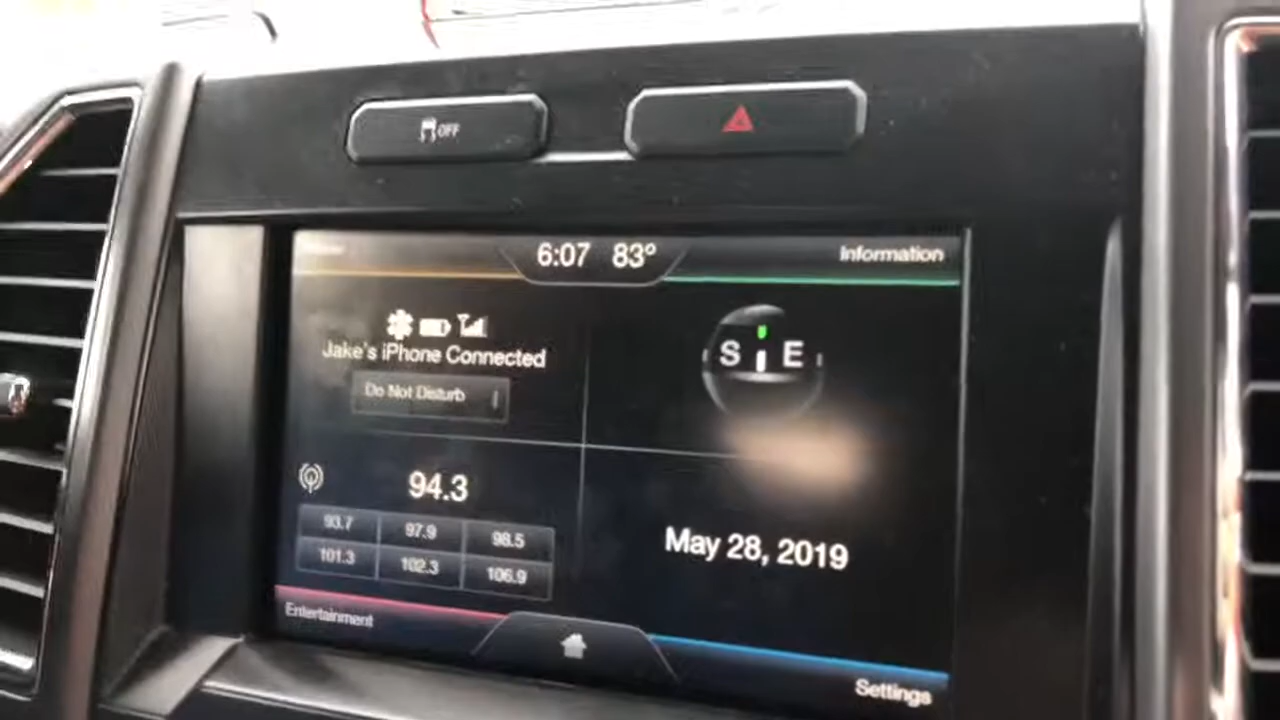 OFF
6:07 83°
Information
Jake's iPhone Connected
Do Not Disturb
S E
94.3
93.7 97.9 98.5
101.3 102.3 106.9
May 28, 2019
Entertainment
Settings